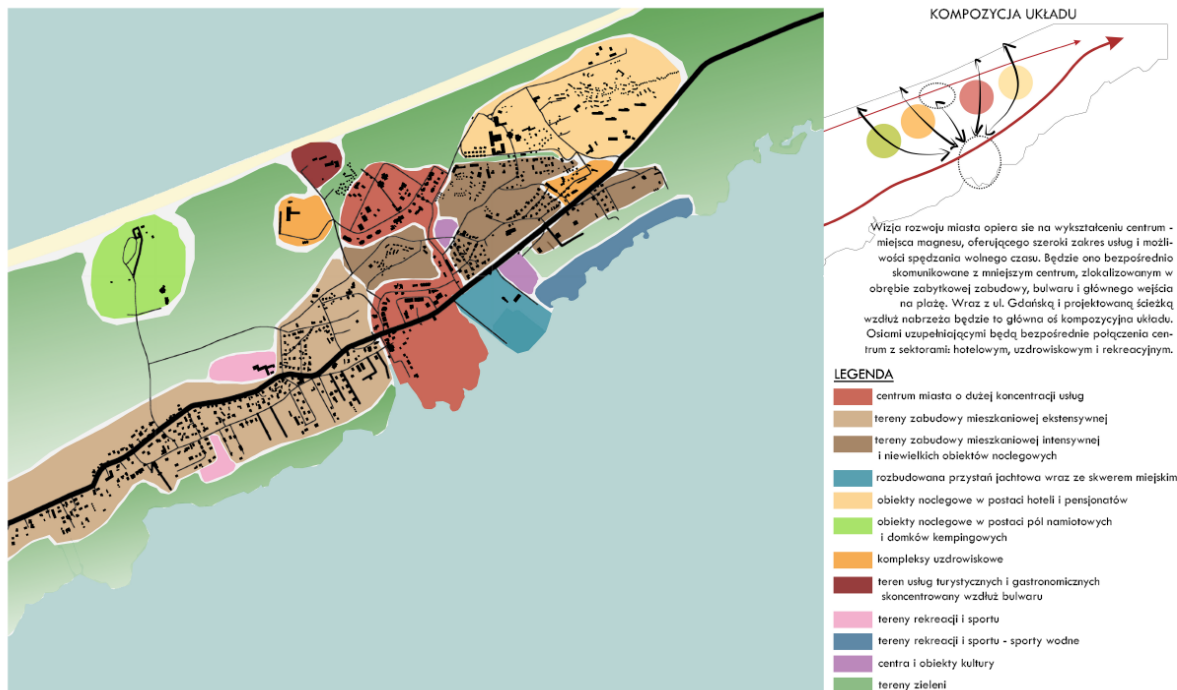 KOMPOZYCJA UKŁADU
Wizja rozwoju miasta opiera sie na wykształceniu centrum -
miejsca magnesu, oferującego szeroki zakres usług i możli-
wości spędzania wolnego czasu. Będzie ono bezpośrednio
skomunikowane z mniejszym centrum, zlokalizowanym w
obrębie zabytkowej zabudowy, bulwaru i głównego wejścia
na plażę. Wraz z ul. Gdańską i projektowaną ścieżką
wzdłuż nabrzeża będzie to główna oś kompozycyjna układu.
Osiami uzupełniającymi będą bezpośrednie połączenia cen-
trum z sektorami: hotelowym, uzdrowiskowym i rekreacyjnym.
LEGENDA
centrum miasta o dużej koncentracji usług
tereny zabudowy mieszkaniowej ekstensywnej
tereny zabudowy mieszkaniowej intensywnej
i niewielkich obiektów noclegowych
rozbudowana przystań jachtowa wraz ze skwerem miejskim
obiekty noclegowe w postaci hoteli i pensjonatów
obiekty noclegowe w postaci pól namiotowych
i domków kempingowych
kompleksy uzdrowiskowe
teren usług turystycznych i gastronomicznych
skoncentrowany wzdłuż bulwaru
tereny rekreacji i sportu
tereny rekreacji i sportu - sporty wodne
centra i obiekty kultury
tereny zieleni